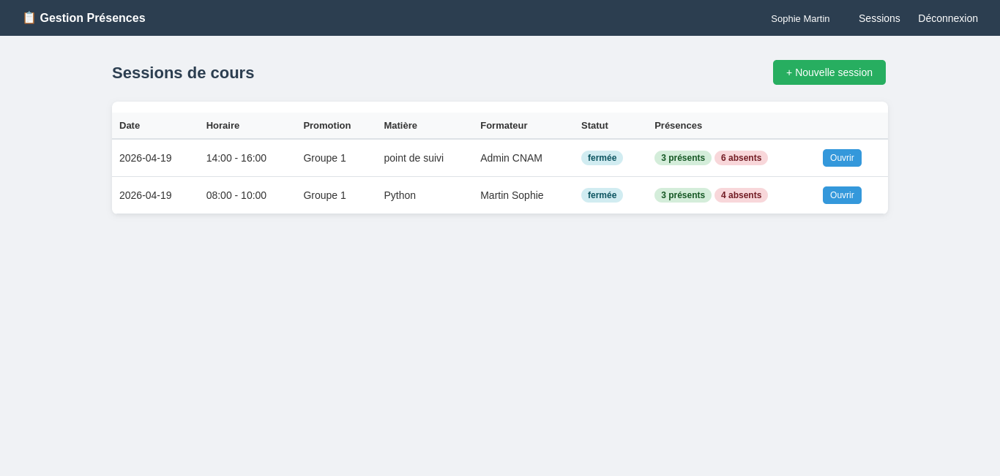 📋 Gestion Présences Sophie Martin Sessions Déconnexion
Sessions de cours + Nouvelle session
Date Horaire Promotion Matière Formateur Statut Présences
2026-04-19 14:00 - 16:00 Groupe 1 point de suivi Admin CNAM fermée 3 présents 6 absents Ouvrir
2026-04-19 08:00 - 10:00 Groupe 1 Python Martin Sophie fermée 3 présents 4 absents Ouvrir